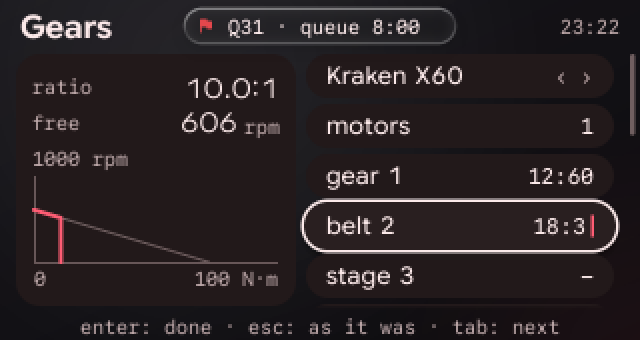 Gears
Q31 · queue 8:00
23:22
ratio 10.0:1
free 606 rpm
1000 rpm
0 100 N·m
Kraken X60 ‹ ›
motors 1
gear 1 12:60
belt 2 18:3
stage 3 –
enter: done · esc: as it was · tab: next